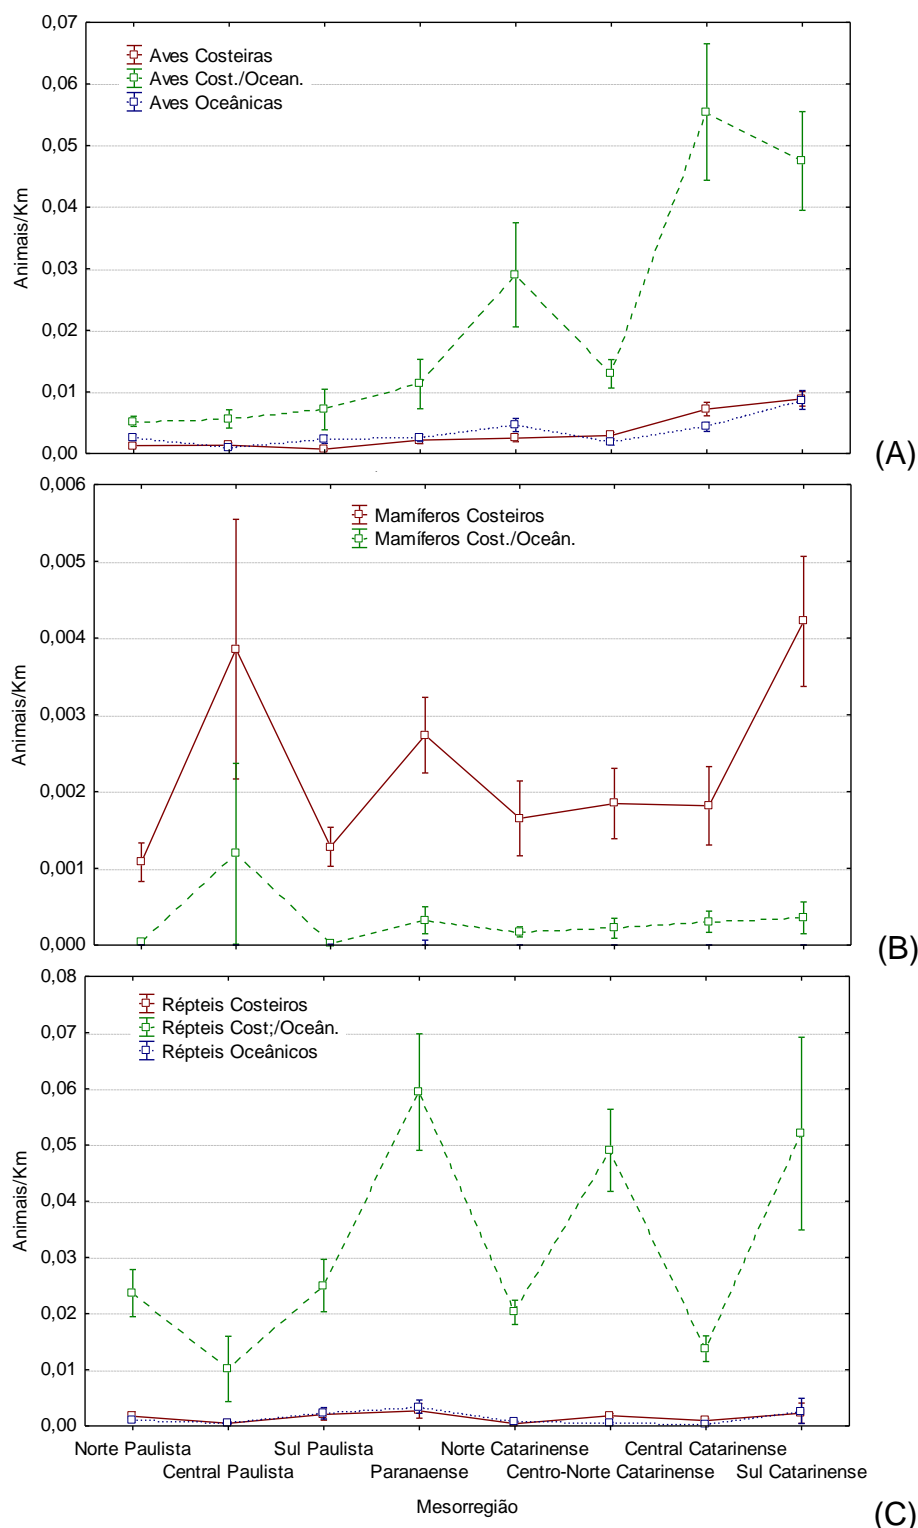 0,07
0,06
0,05
0,04
0,03
0,02
0,01
0,00
Animais/Km
Aves Costeiras
Aves Cost./Ocean.
Aves Oceânicas
(A)
0,006
0,005
0,004
0,003
0,002
0,001
0,000
Animais/Km
Mamíferos Costeiros
Mamíferos Cost./Oceân.
(B)
0,08
0,07
0,06
0,05
0,04
0,03
0,02
0,01
0,00
Animais/Km
Répteis Costeiros
Répteis Cost;/Oceân.
Répteis Oceânicos
Norte Paulista
Central Paulista
Sul Paulista
Paranaense
Norte Catarinense
Centro-Norte Catarinense
Central Catarinense
Sul Catarinense
Mesorregião
(C)